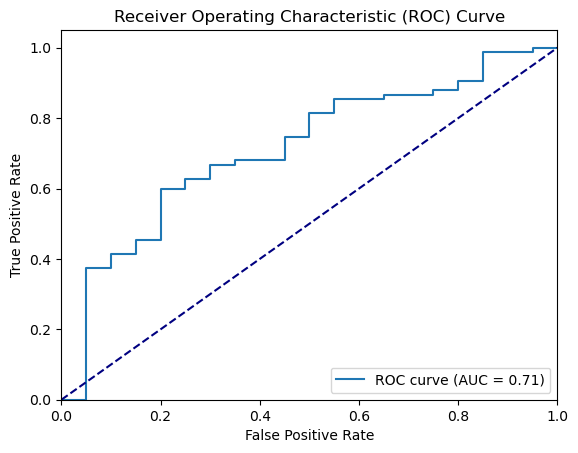 Receiver Operating Characteristic (ROC) Curve
True Positive Rate
1.0
0.8
0.6
0.4
0.2
0.0
ROC curve (AUC = 0.71)
0.0 0.2 0.4 0.6 0.8 1.0
False Positive Rate